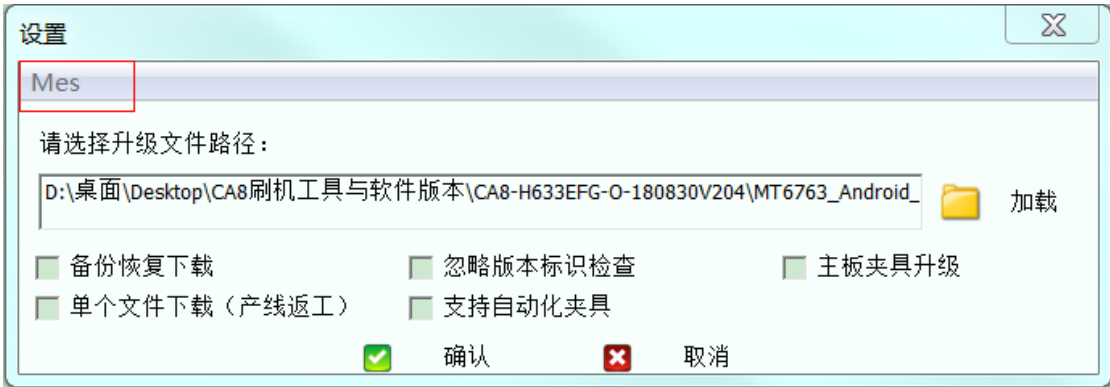 设置
Mes
请选择升级文件路径：
D:\桌面\Desktop\CA8刷机工具与软件版本\CA8-H633EFG-O-180830V204\MT6763_Android_
加载
备份恢复下载 忽略版本标识检查 主板夹具升级
单个文件下载（产线返工） 支持自动化夹具
确认 取消